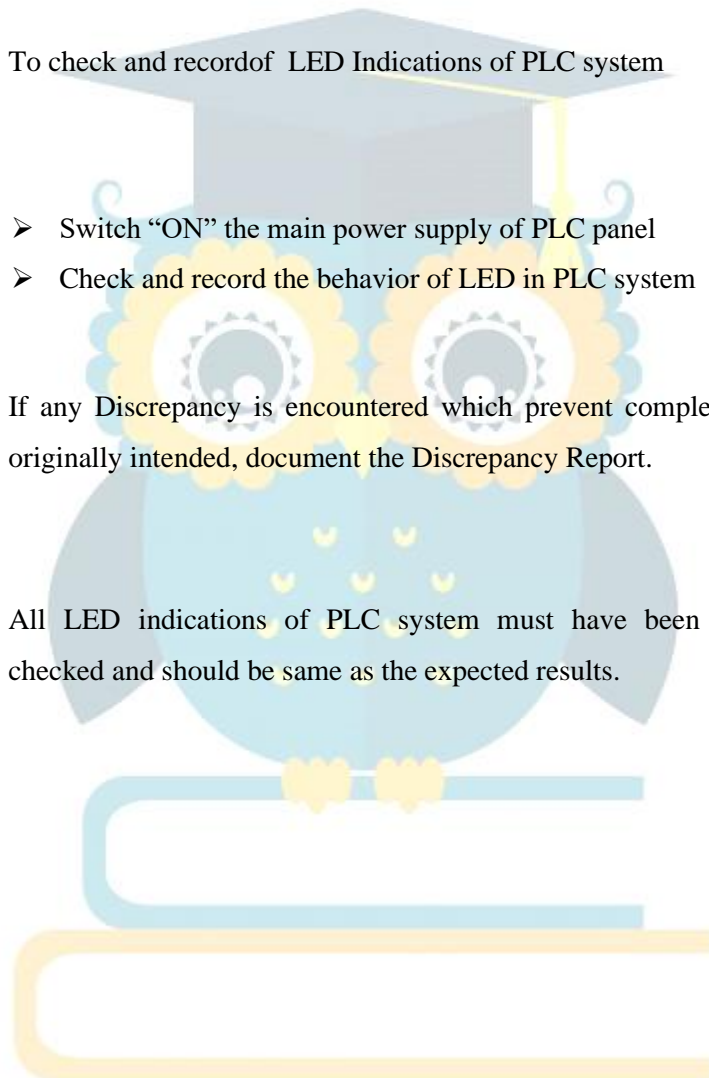 To check and recordof LED Indications of PLC system
➢ Switch “ON” the main power supply of PLC panel
➢ Check and record the behavior of LED in PLC system
If any Discrepancy is encountered which prevent comple
originally intended, document the Discrepancy Report.
All LED indications of PLC system must have been
checked and should be same as the expected results.